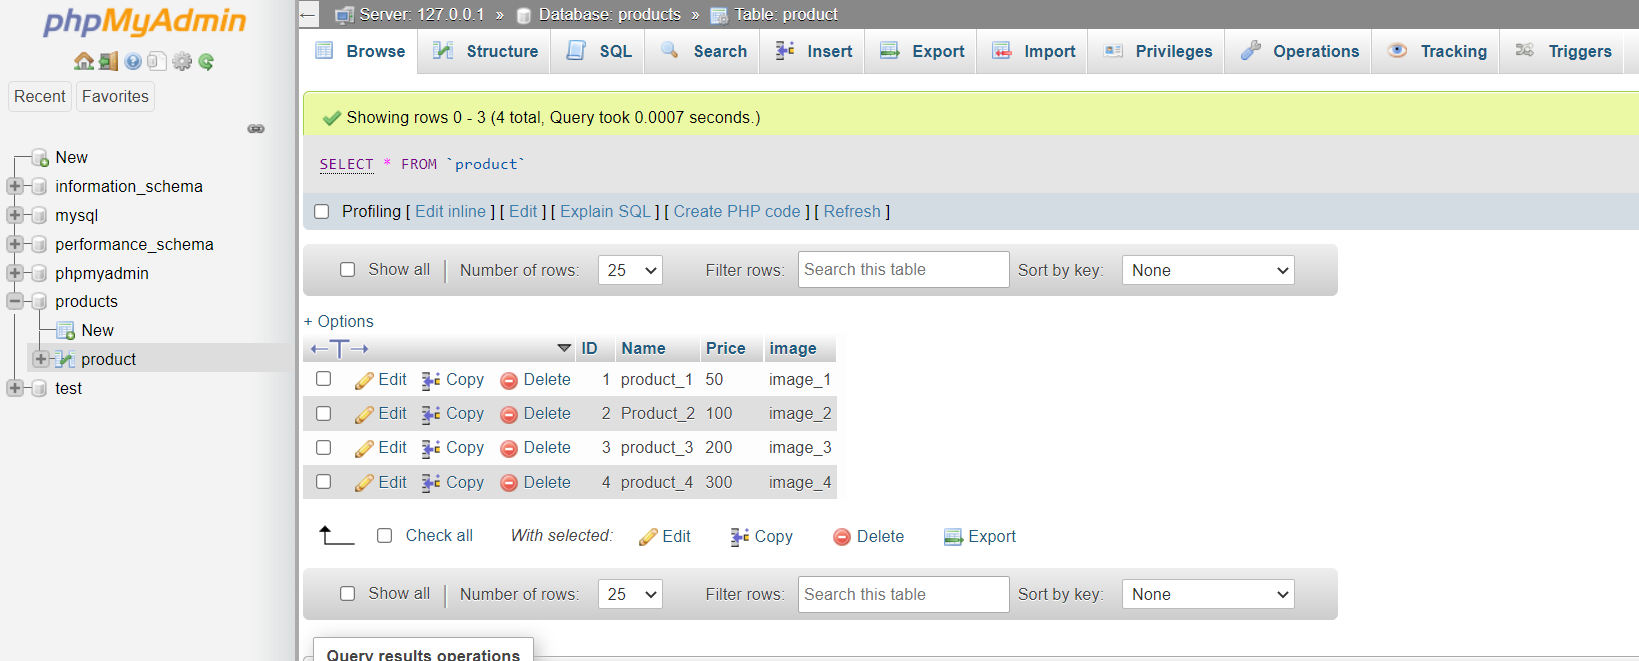 phpMyAdmin
Recent Favorites
New
information_schema
mysql
performance_schema
phpmyadmin
products
New
product
test
Server: 127.0.0.1 » Database: products » Table: product
Browse Structure SQL Search Insert Export Import Privileges Operations Tracking Triggers
Showing rows 0 - 3 (4 total, Query took 0.0007 seconds.)
SELECT * FROM `product`
Profiling [ Edit inline ] [ Edit ] [ Explain SQL ] [ Create PHP code ] [ Refresh ]
Show all Number of rows: 25 Filter rows: Search this table Sort by key: None
+ Options
ID Name Price image
Edit Copy Delete 1 product_1 50 image_1
Edit Copy Delete 2 Product_2 100 image_2
Edit Copy Delete 3 product_3 200 image_3
Edit Copy Delete 4 product_4 300 image_4
Check all With selected: Edit Copy Delete Export
Show all Number of rows: 25 Filter rows: Search this table Sort by key: None
Query results operations